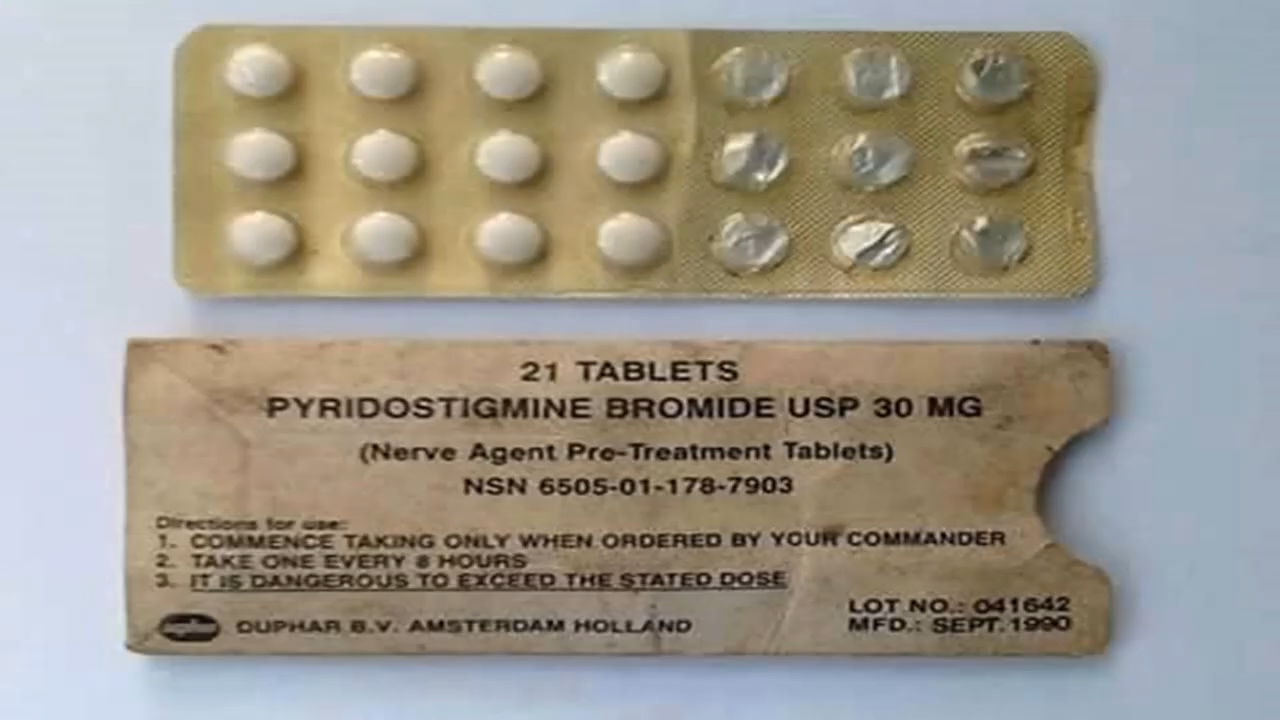 21 TABLETS
PYRIDOSTIGMINE BROMIDE USP 30 MG
(Nerve Agent Pre-Treatment Tablets)
NSN 6505-01-178-7903
Directions for use:
1. COMMENCE TAKING ONLY WHEN ORDERED BY YOUR COMMANDER
2. TAKE ONE EVERY 8 HOURS
3. IT IS DANGEROUS TO EXCEED THE STATED DOSE
DUPHAR B.V. AMSTERDAM HOLLAND
LOT NO.: 041642
MFD.: SEPT. 1990